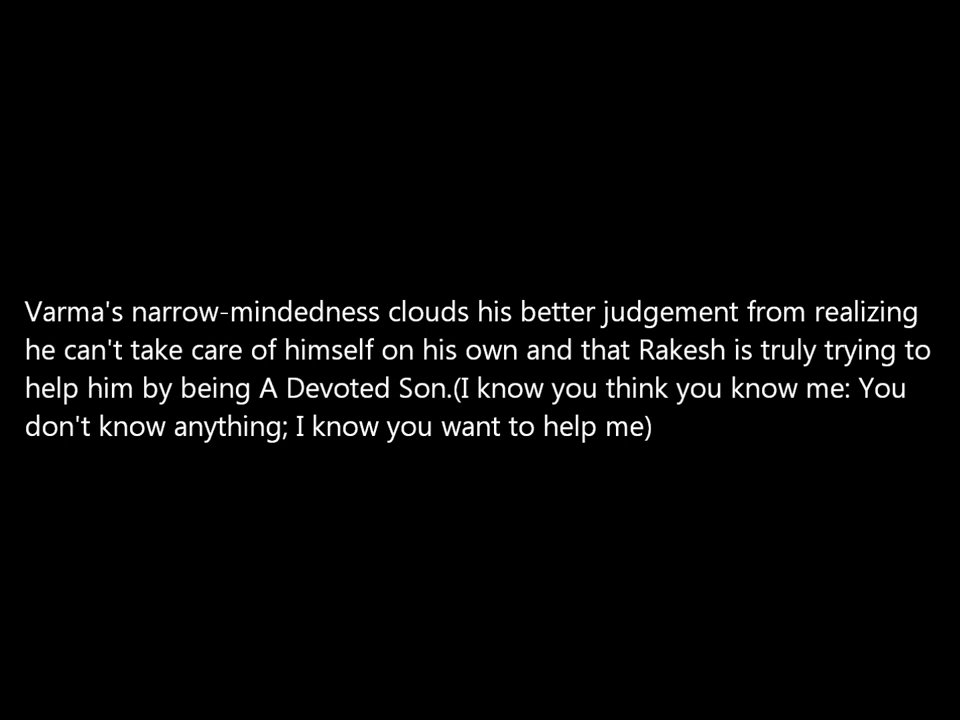 Varma's narrow-mindedness clouds his better judgement from realizing
he can't take care of himself on his own and that Rakesh is truly trying to
help him by being A Devoted Son.(I know you think you know me: You
don't know anything; I know you want to help me)